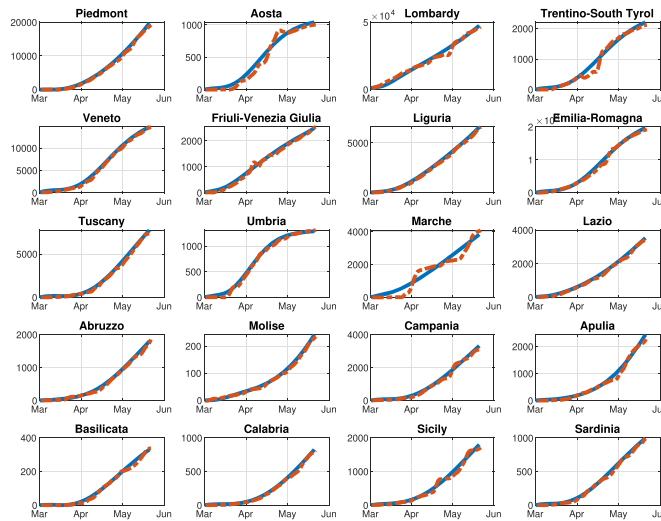 Piedmont Aosta Lombardy Trentino-South Tyrol
20000 1000 5 × 10 4 2000
10000 500 1000
0 0 0 0
Mar Apr May Jun Mar Apr May Jun Mar Apr May Jun Mar Apr May Ju
Veneto Friuli-Venezia Giulia Liguria Emilia-Romagna
10000 2000 5000 2 × 10
5000 1000 1
0 0 0 0
Mar Apr May Jun Mar Apr May Jun Mar Apr May Jun Mar Apr May Ju
Tuscany Umbria Marche Lazio
5000 1000 4000 4000
500 2000 2000
0 0 0 0
Mar Apr May Jun Mar Apr May Jun Mar Apr May Jun Mar Apr May Ju
Abruzzo Molise Campania Apulia
2000 200 4000 2000
1000 100 2000 1000
0 0 0 0
Mar Apr May Jun Mar Apr May Jun Mar Apr May Jun Mar Apr May Ju
Basilicata Calabria Sicily Sardinia
400 1000 2000 1000
200 500 1000 500
0 0 0 0
Mar Apr May Jun Mar Apr May Jun Mar Apr May Jun Mar Apr May Ju